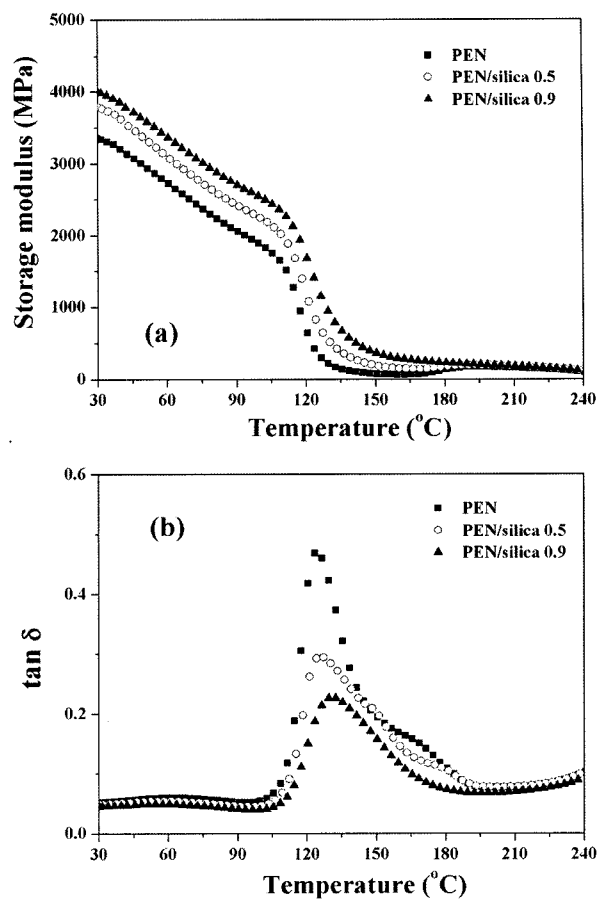 5000
4000
3000
2000
1000
0
Storage modulus (MPa)
PEN
PEN/silica 0.5
PEN/silica 0.9
(a)
30 60 90 120 150 180 210 240
Temperature (°C)
0.6
0.4
0.2
0.0
tan δ
(b)
PEN
PEN/silica 0.5
PEN/silica 0.9
30 60 90 120 150 180 210 240
Temperature (°C)